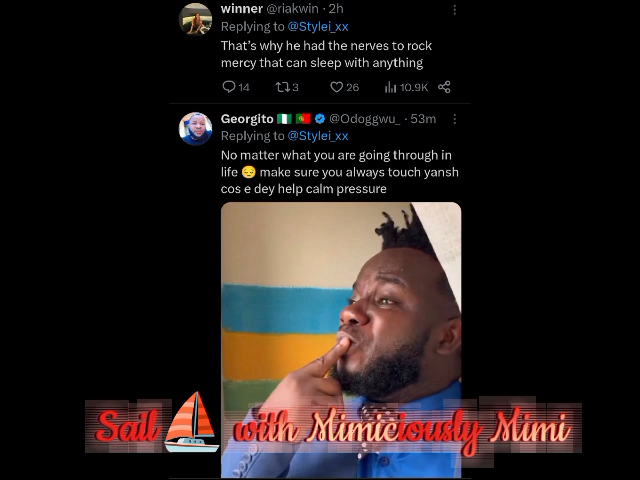 winner @riakwin · 2h
Replying to @Stylei_xx
That's why he had the nerves to rock
mercy that can sleep with anything
14 3 26 10.9K
Georgito 🇳🇬 🇵🇹 @Odoggwu_ · 53m
Replying to @Stylei_xx
No matter what you are going through in
life 😔 make sure you always touch yansh
cos e dey help calm pressure
Sail ⛵ with Mimiciously Mimi